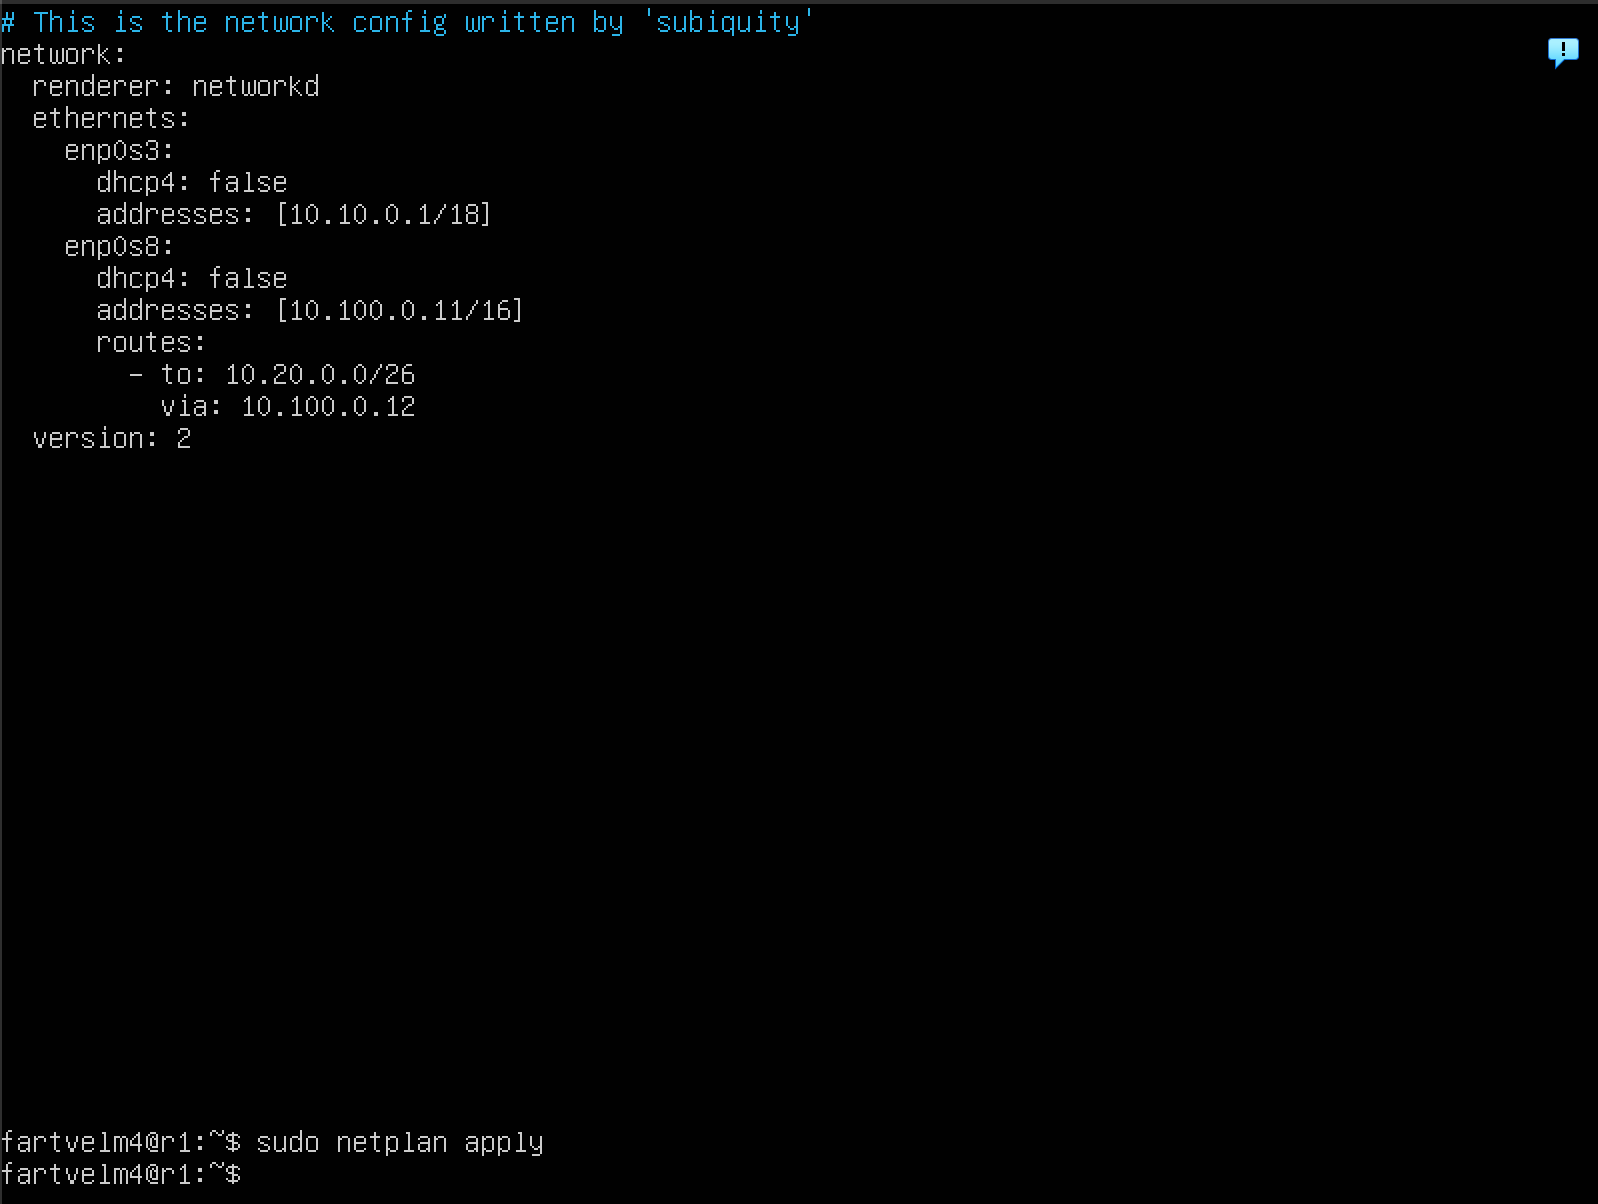 # This is the network config written by 'subiquity'
network:
  renderer: networkd
  ethernets:
    enp0s3:
      dhcp4: false
      addresses: [10.10.0.1/18]
    enp0s8:
      dhcp4: false
      addresses: [10.100.0.11/16]
      routes:
        - to: 10.20.0.0/26
          via: 10.100.0.12
  version: 2
fartvelm4@r1:~$ sudo netplan apply
fartvelm4@r1:~$